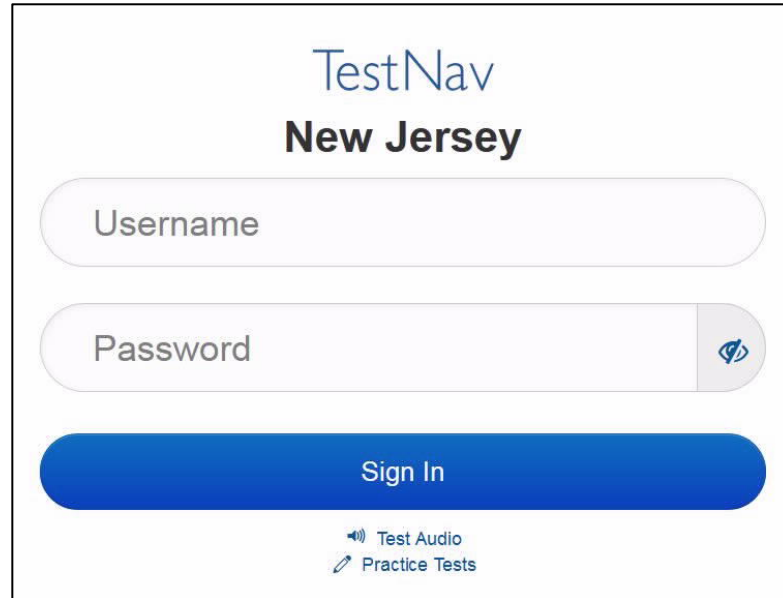 TestNav
New Jersey
Username
Password
Sign In
Test Audio
Practice Tests